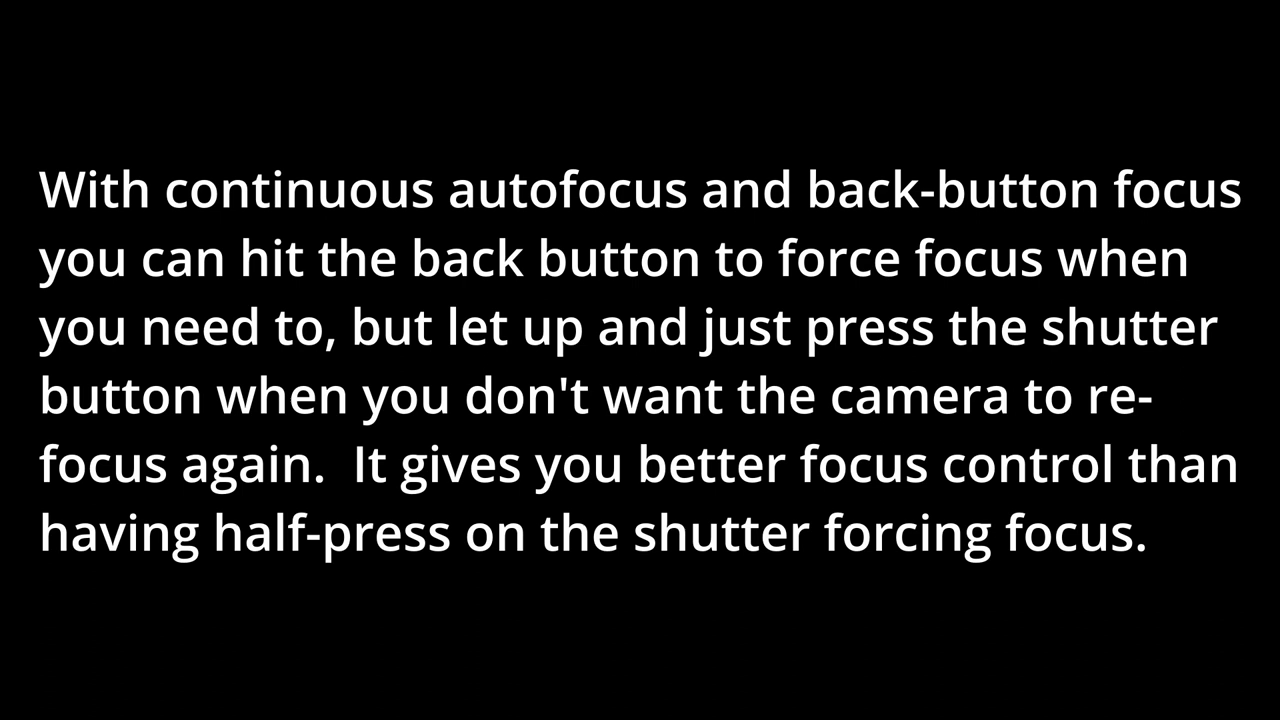 With continuous autofocus and back-button focus
you can hit the back button to force focus when
you need to, but let up and just press the shutter
button when you don't want the camera to re-
focus again.  It gives you better focus control than
having half-press on the shutter forcing focus.